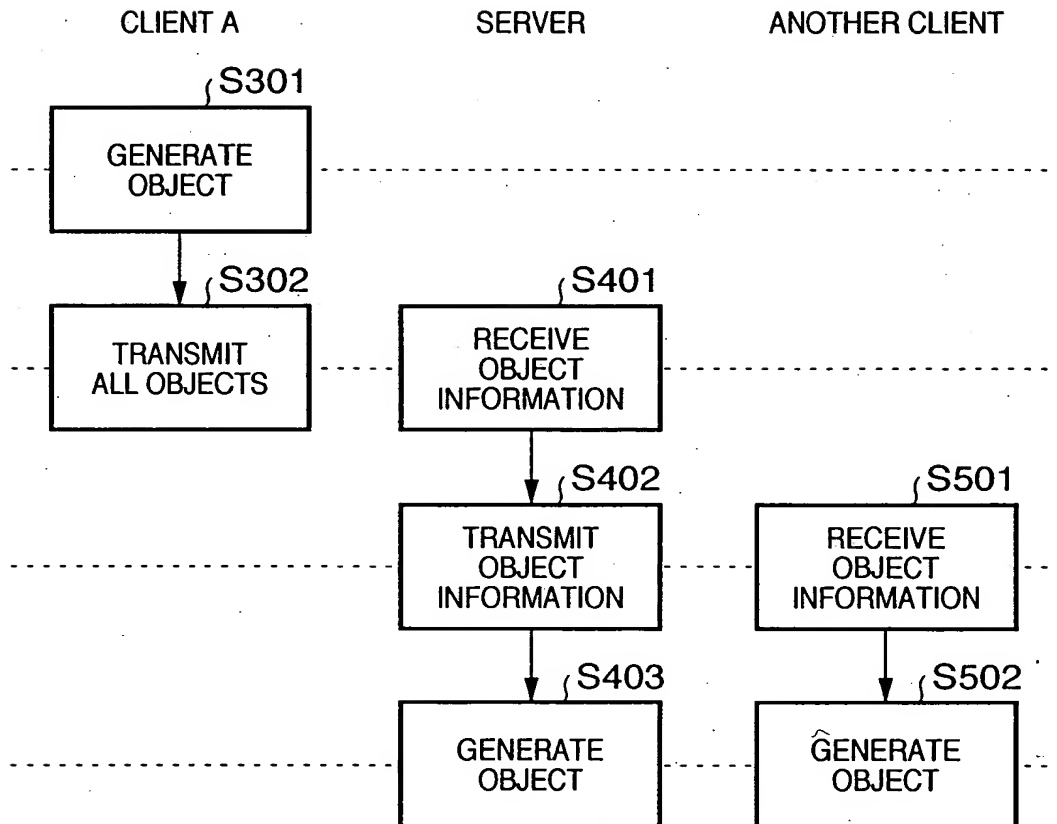 CLIENT A
SERVER
ANOTHER CLIENT
S301
GENERATE
OBJECT
S302
TRANSMIT
ALL OBJECTS
S401
RECEIVE
OBJECT
INFORMATION
S402
TRANSMIT
OBJECT
INFORMATION
S501
RECEIVE
OBJECT
INFORMATION
S403
GENERATE
OBJECT
S502
GENERATE
OBJECT